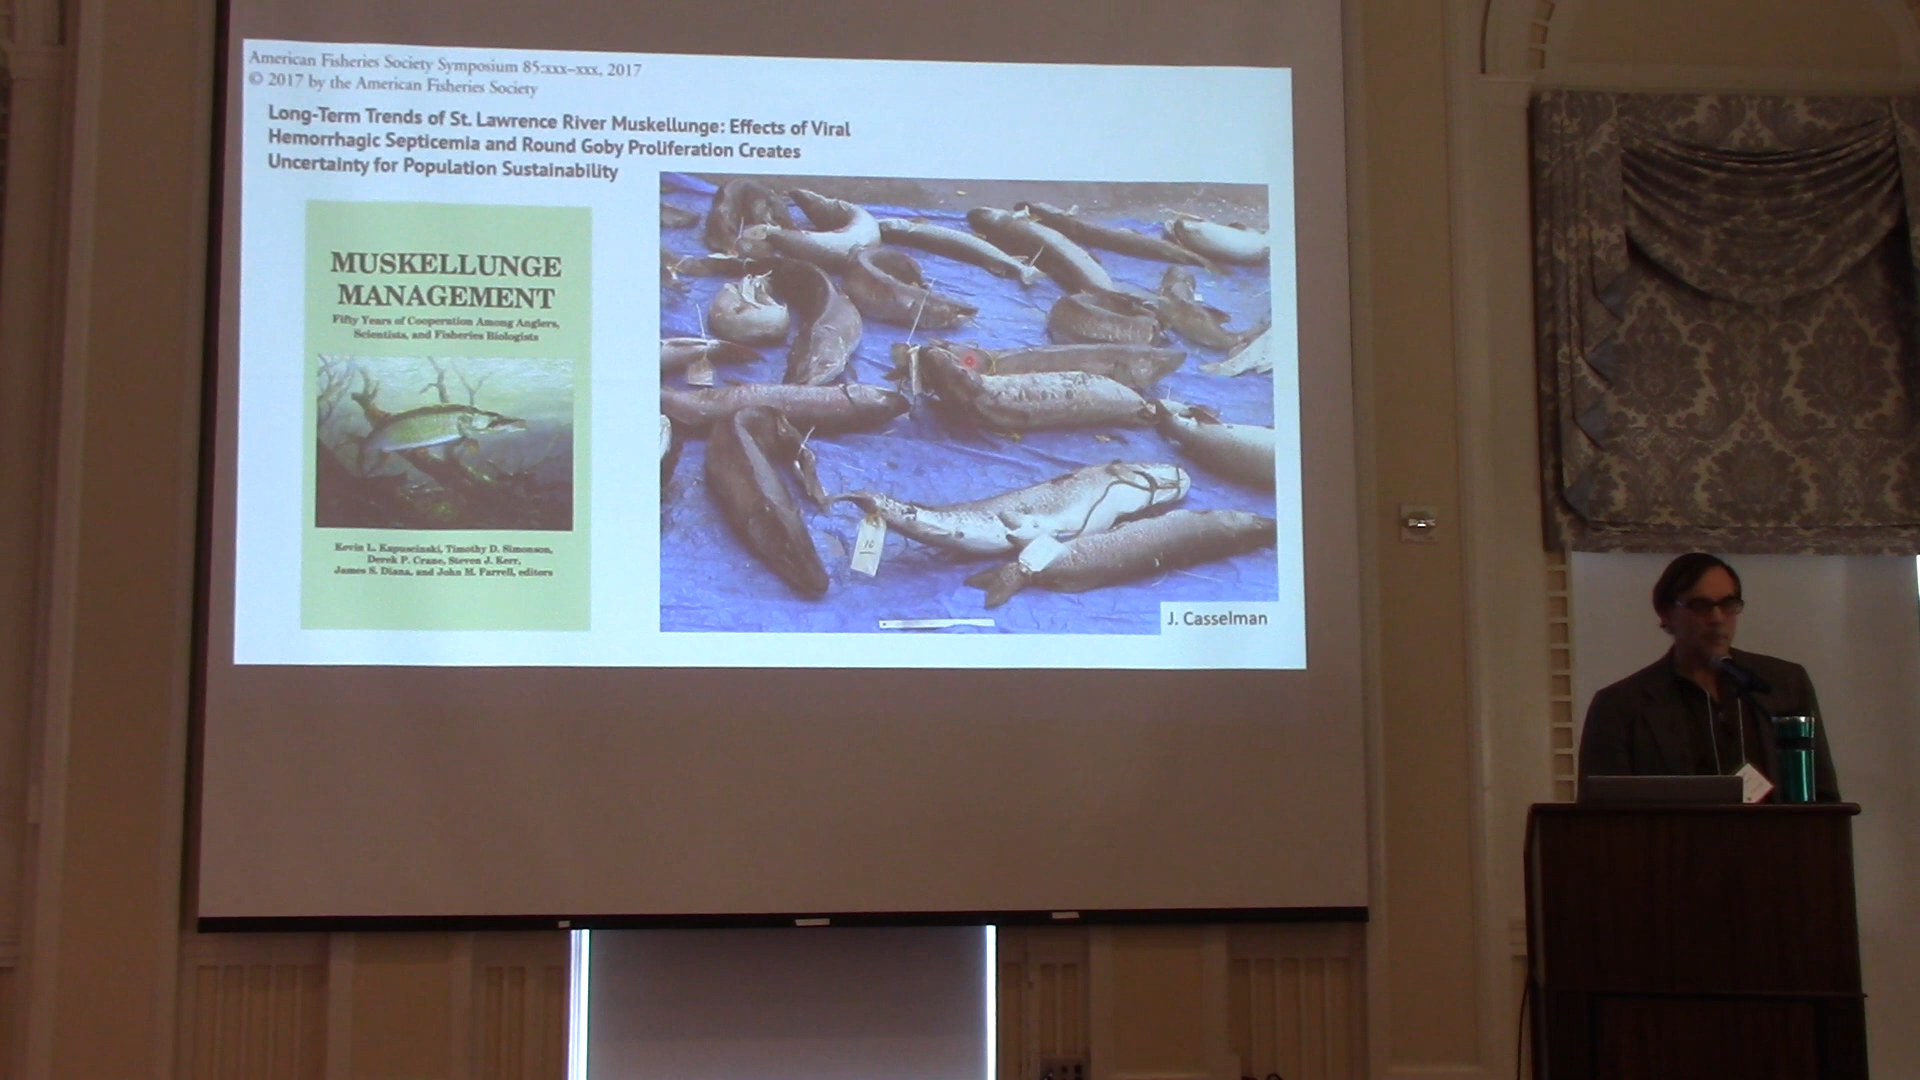 American Fisheries Society Symposium 85:xxx–xxx, 2017
© 2017 by the American Fisheries Society
Long-Term Trends of St. Lawrence River Muskellunge: Effects of Viral
Hemorrhagic Septicemia and Round Goby Proliferation Creates
Uncertainty for Population Sustainability
MUSKELLUNGE
MANAGEMENT
Fifty Years of Cooperation Among Anglers,
Scientists, and Fisheries Biologists
Kevin L. Kapuscinski, Timothy D. Simonson,
Derek P. Crane, Steven J. Kerr,
James S. Diana, and John M. Farrell, editors
J. Casselman